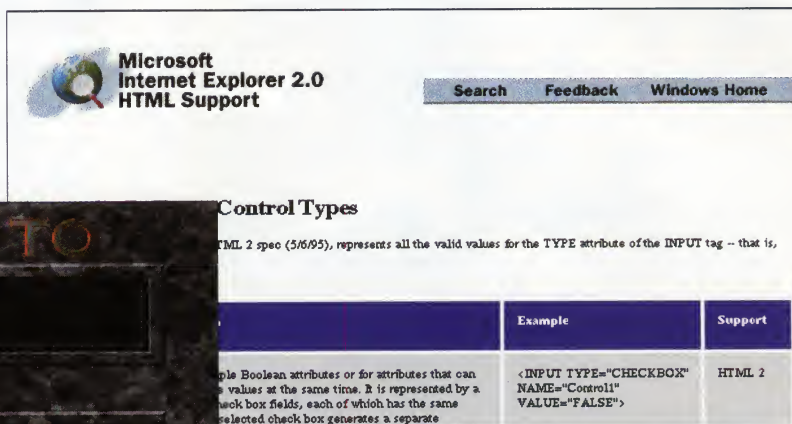 Microsoft
Internet Explorer 2.0
HTML Support
Search Feedback Windows Home
Control Types
TO
HTML 2 spec (5/6/95), represents all the valid values for the TYPE attribute of the INPUT tag -- that is,
Example Support
ple Boolean attributes or for attributes that can
values at the same time. It is represented by a
check box fields, each of which has the same
selected check box generates a separate
<INPUT TYPE="CHECKBOX"
NAME="Control1"
VALUE="FALSE">
HTML 2